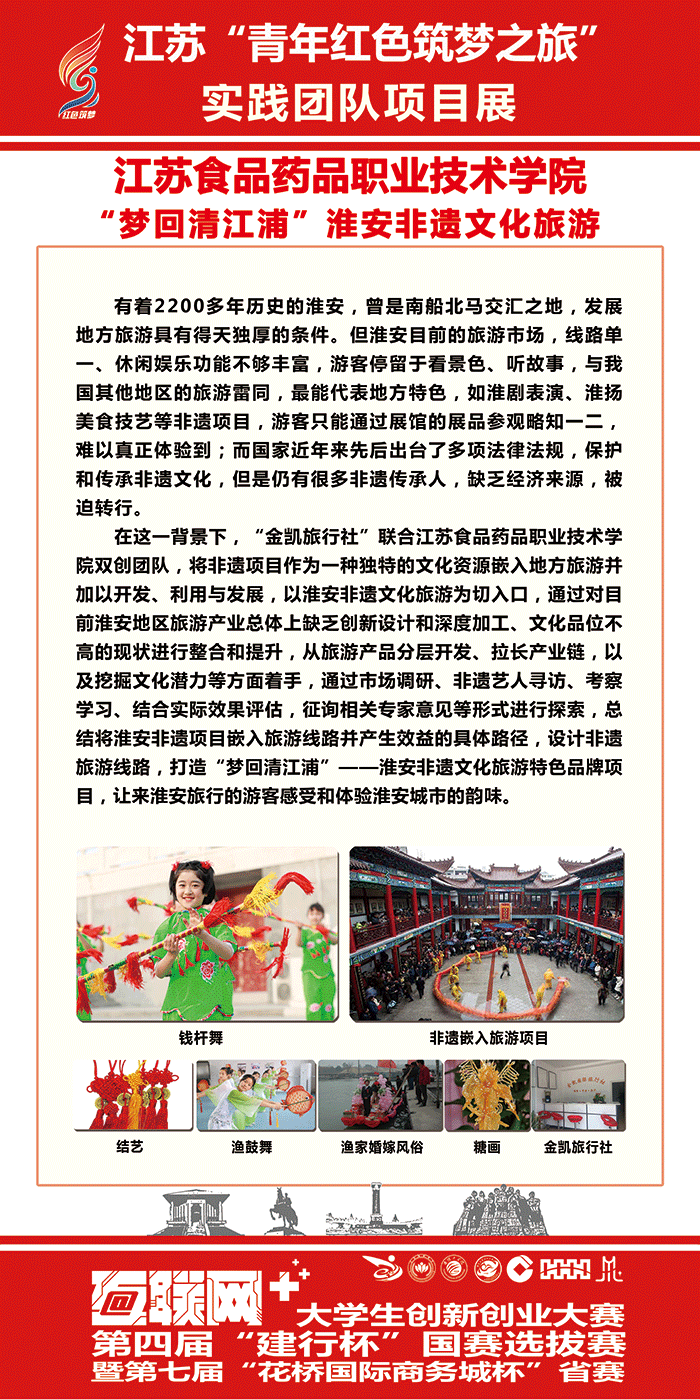 江苏“青年红色筑梦之旅”
实践团队项目展
红色筑梦
江苏食品药品职业技术学院
“梦回清江浦”淮安非遗文化旅游
有着2200多年历史的淮安，曾是南船北马交汇之地，发展
地方旅游具有得天独厚的条件。但淮安目前的旅游市场，线路单
一、休闲娱乐功能不够丰富，游客停留于看景色、听故事，与我
国其他地区的旅游雷同，最能代表地方特色，如淮剧表演、淮扬
美食技艺等非遗项目，游客只能通过展馆的展品参观略知一二，
难以真正体验到；而国家近年来先后出台了多项法律法规，保护
和传承非遗文化，但是仍有很多非遗传承人，缺乏经济来源，被
迫转行。
在这一背景下，“金凯旅行社”联合江苏食品药品职业技术学
院双创团队，将非遗项目作为一种独特的文化资源嵌入地方旅游并
加以开发、利用与发展，以淮安非遗文化旅游为切入口，通过对目
前淮安地区旅游产业总体上缺乏创新设计和深度加工、文化品位不
高的现状进行整合和提升，从旅游产品分层开发、拉长产业链，以
及挖掘文化潜力等方面着手，通过市场调研、非遗艺人寻访、考察
学习、结合实际效果评估，征询相关专家意见等形式进行探索，总
结将淮安非遗项目嵌入旅游线路并产生效益的具体路径，设计非遗
旅游线路，打造“梦回清江浦”——淮安非遗文化旅游特色品牌项
目，让来淮安旅行的游客感受和体验淮安城市的韵味。
钱杆舞
非遗嵌入旅游项目
结艺
渔鼓舞
渔家婚嫁风俗
糖画
金凯旅行社
互联网+
大学生创新创业大赛
第四届“建行杯”国赛选拔赛
暨第七届“花桥国际商务城杯”省赛